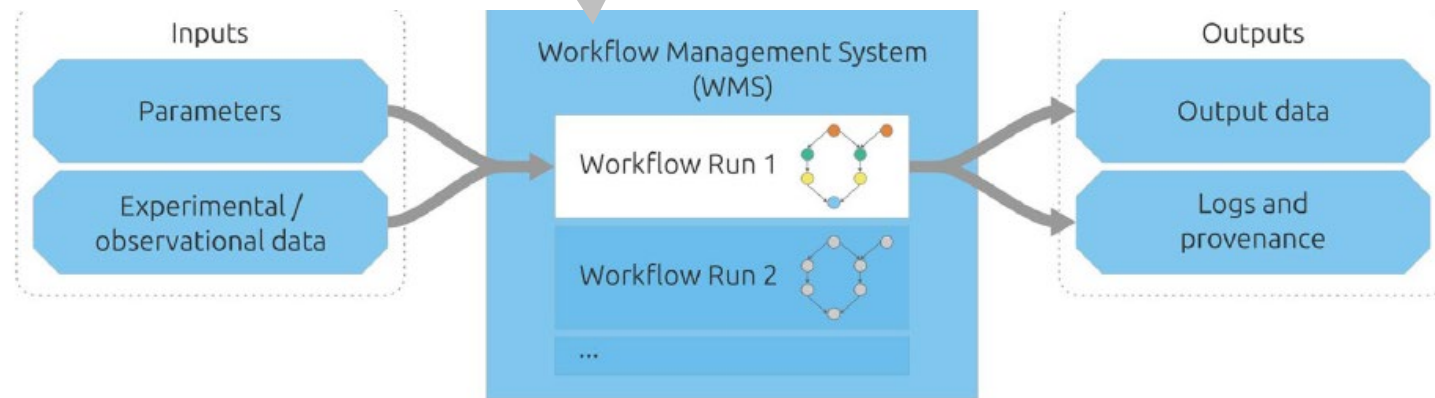 Inputs
Parameters
Experimental /
observational data
Workflow Management System
(WMS)
Workflow Run 1
Workflow Run 2
...
Outputs
Output data
Logs and
provenance